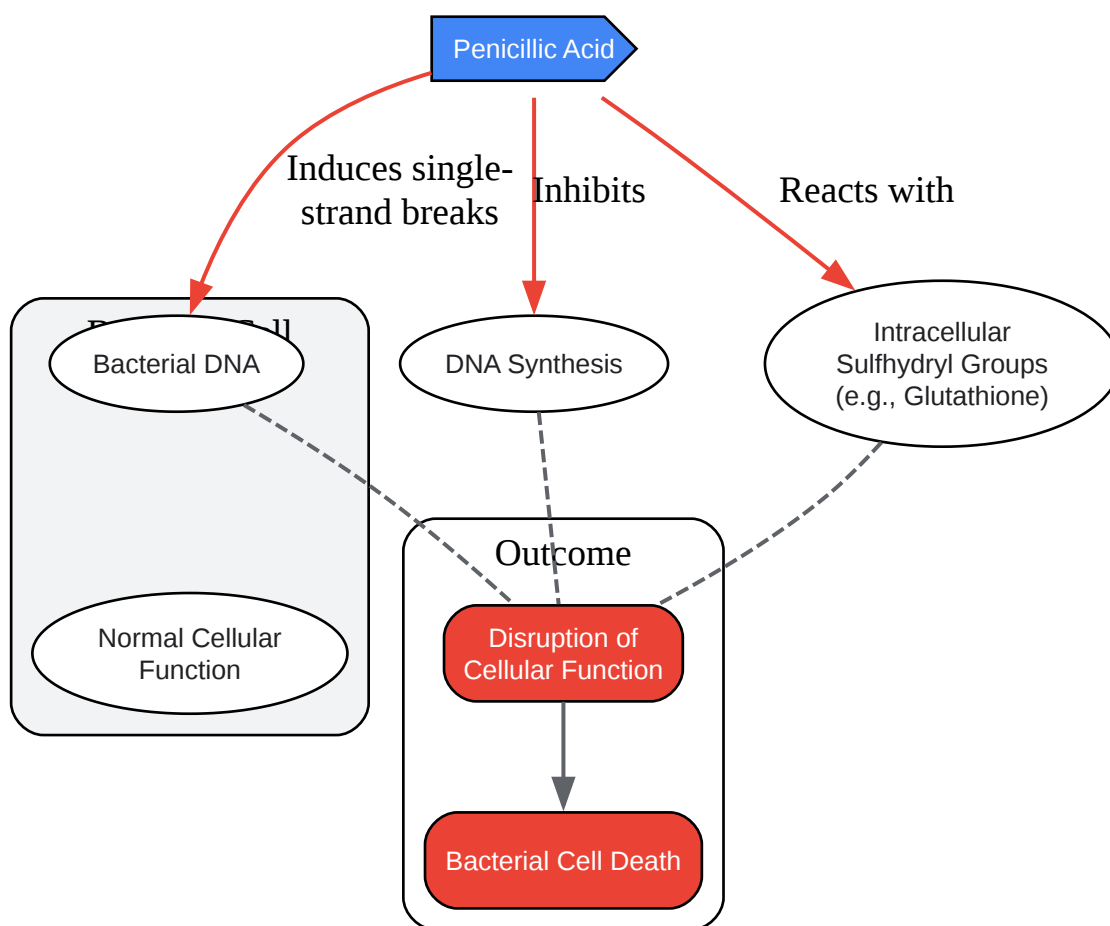 Penicillic Acid
Induces single-
strand breaks
Inhibits
Reacts with
Cell
Bacterial DNA
DNA Synthesis
Intracellular
Sulfhydryl Groups
(e.g., Glutathione)
Outcome
Normal Cellular
Function
Disruption of
Cellular Function
Bacterial Cell Death